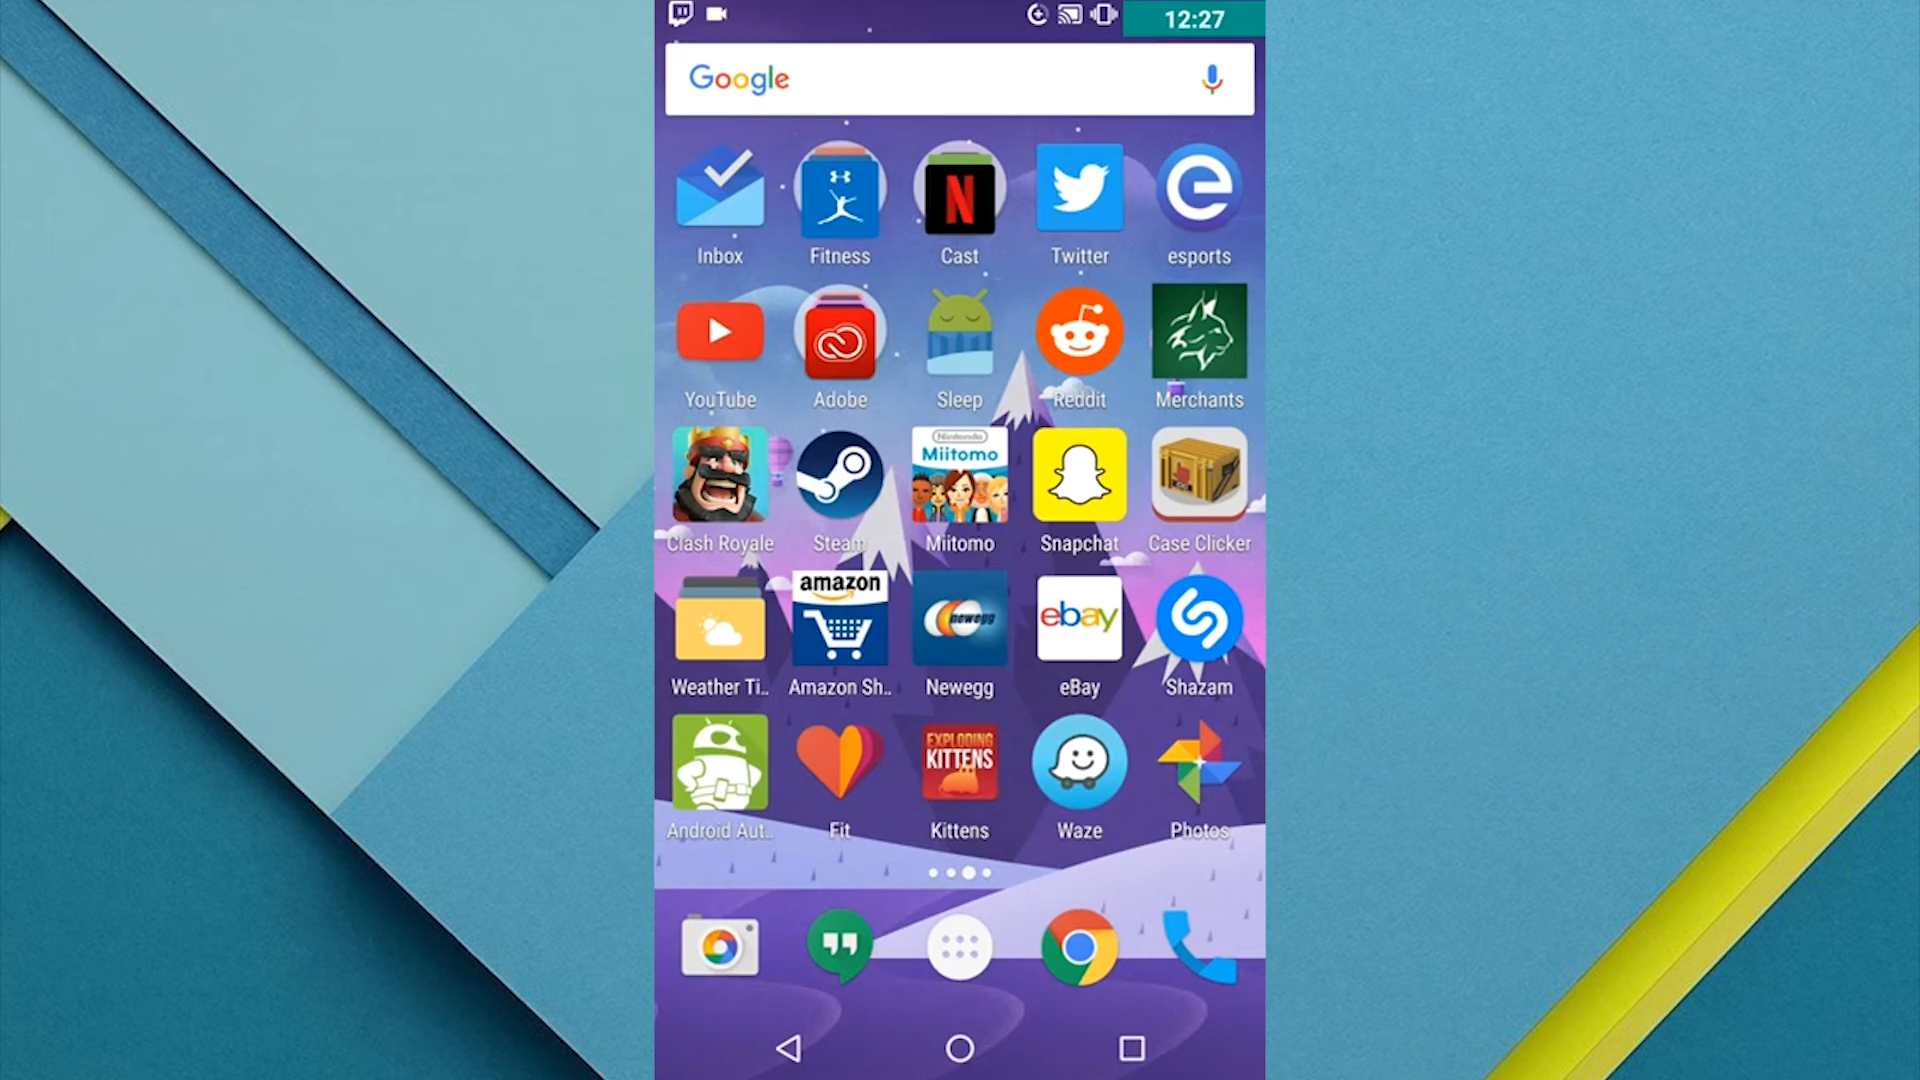 12:27
Google
Inbox Fitness Cast Twitter esports
YouTube Adobe Sleep Reddit Merchants
Nintendo
Miitomo
Clash Royale Steam Miitomo Snapchat Case Clicker
amazon
newegg
ebay
Weather Ti.. Amazon Sh.. Newegg eBay Shazam
EXPLODING
KITTENS
Android Aut.. Fit Kittens Waze Photos